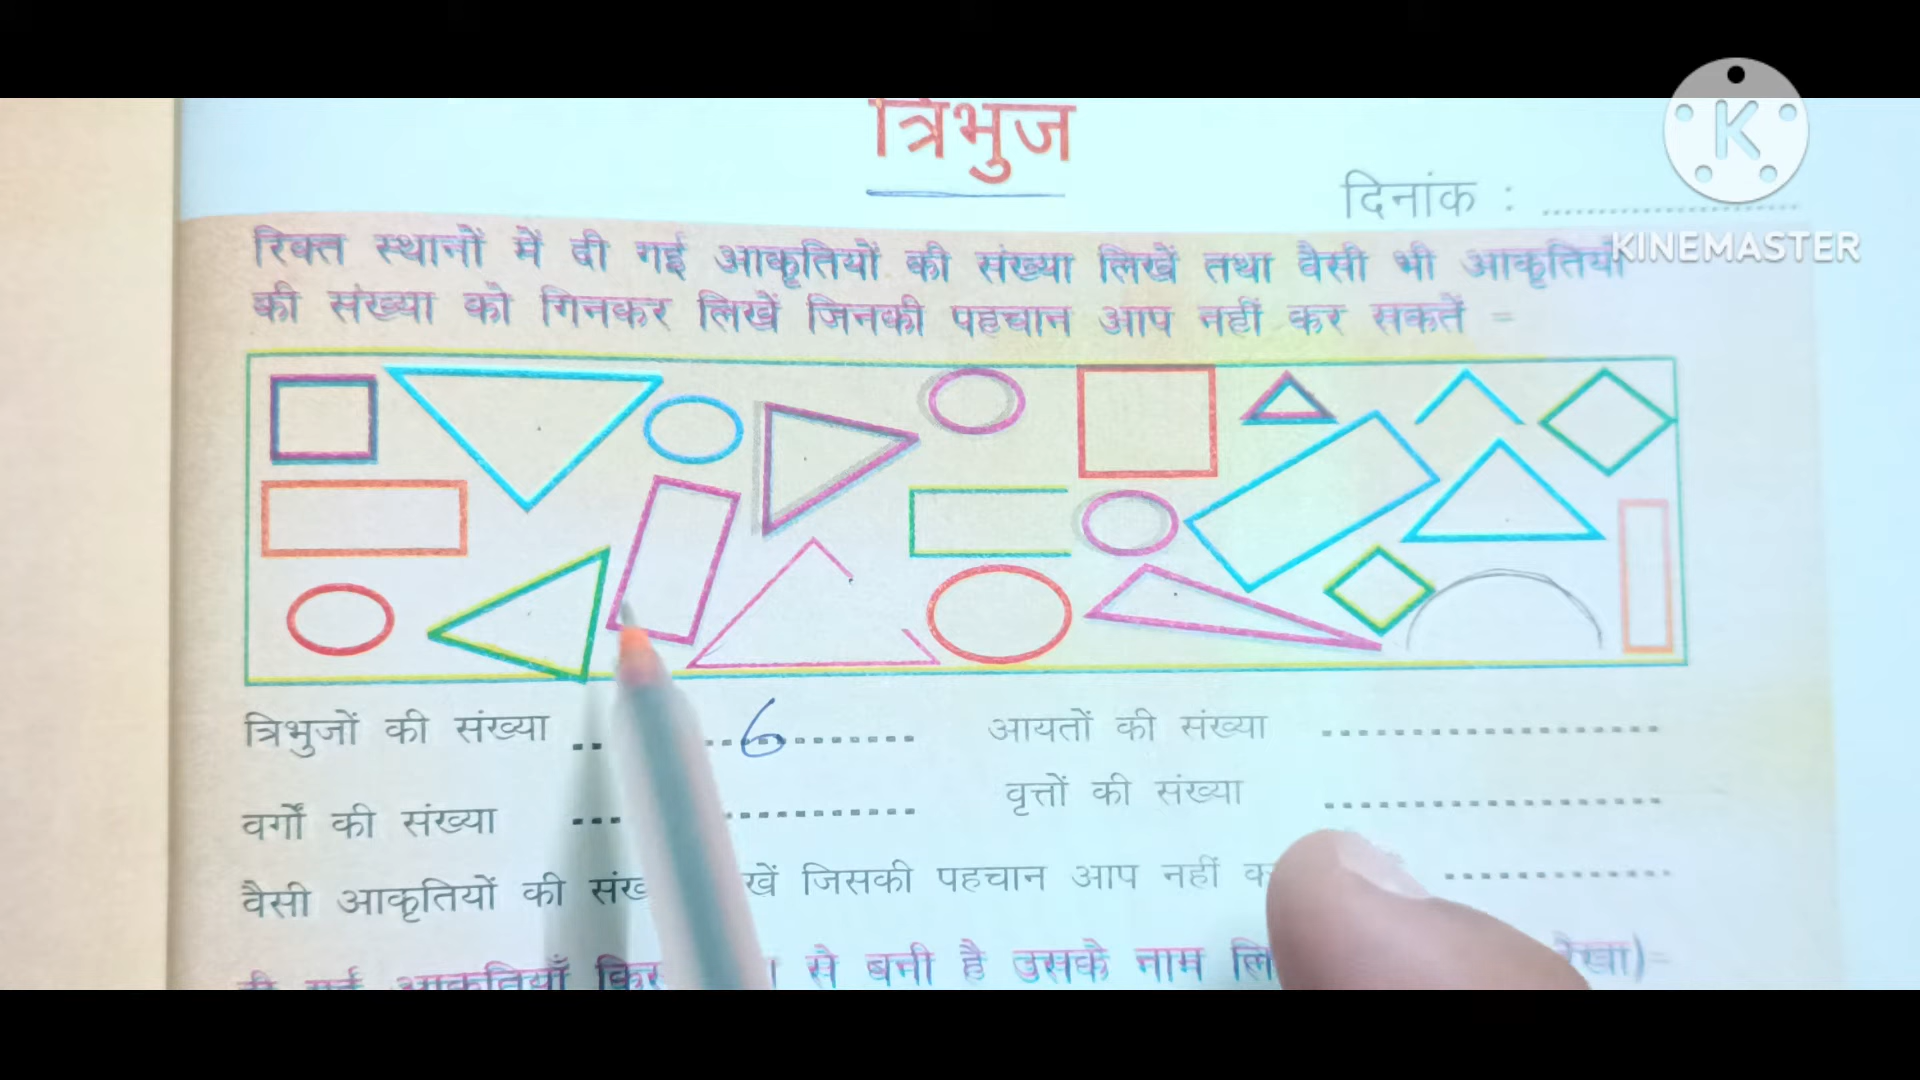 त्रिभुज
K
दिनांक : ....................
KINEMASTER
रिक्त स्थानों में दी गई आकृतियों की संख्या लिखें तथा वैसी भी आकृतियों
की संख्या को गिनकर लिखें जिनकी पहचान आप नहीं कर सकतें =
त्रिभुजों की संख्या .......... 6 ..........
आयतों की संख्या ....................
वर्गों की संख्या ....................
वृत्तों की संख्या ....................
वैसी आकृतियों की जिसकी पहचान आप नहीं ....................
से बनी है उसके नाम